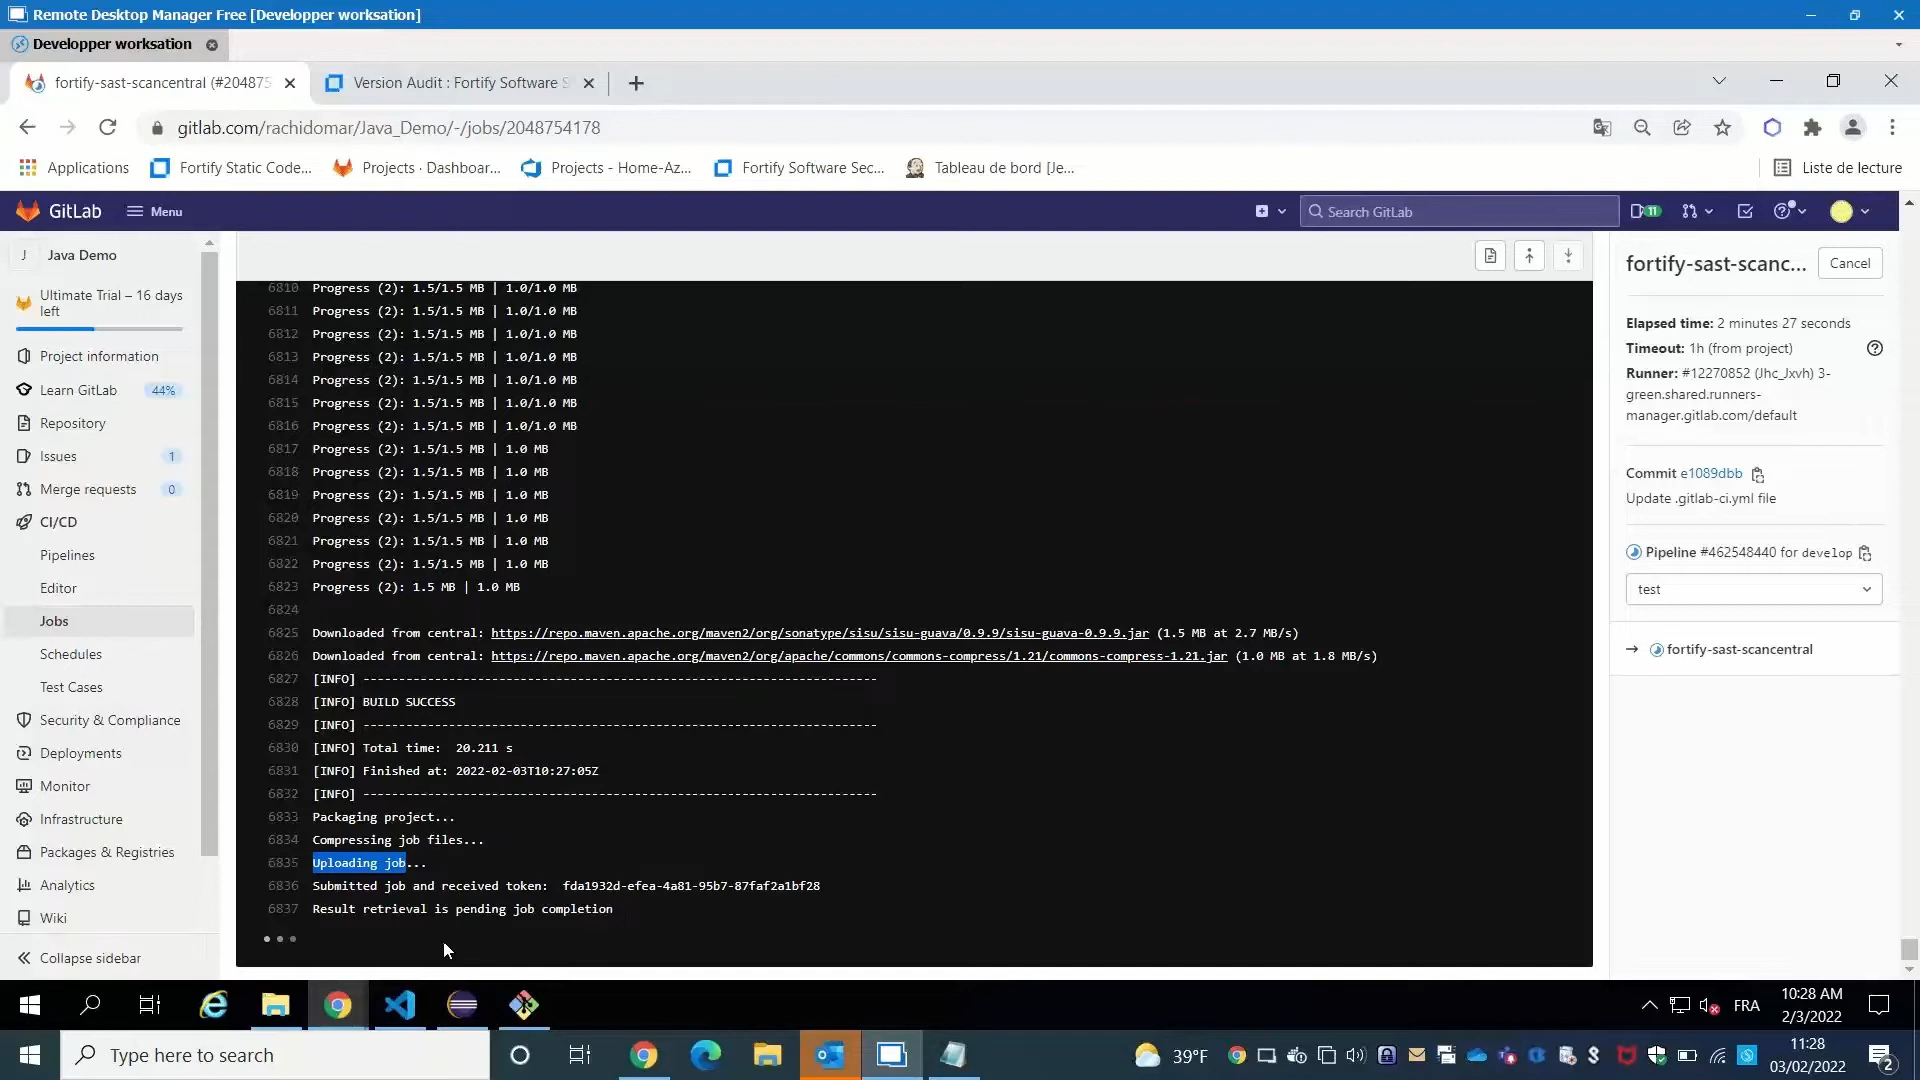 Remote Desktop Manager Free [Developper worksation]
Developper worksation
fortify-sast-scancentral (#204875
Version Audit : Fortify Software S
gitlab.com/rachidomar/Java_Demo/-/jobs/2048754178
Applications
Fortify Static Code...
Projects · Dashboar...
Projects - Home-Az...
Fortify Software Sec...
Tableau de bord [Je...
Liste de lecture
GitLab
Menu
Search GitLab
11
J
Java Demo
Ultimate Trial – 16 days
left
Project information
Learn GitLab 44%
Repository
Issues 1
Merge requests 0
CI/CD
Pipelines
Editor
Jobs
Schedules
Test Cases
Security & Compliance
Deployments
Monitor
Infrastructure
Packages & Registries
Analytics
Wiki
Collapse sidebar
6810 Progress (2): 1.5/1.5 MB | 1.0/1.0 MB
6811 Progress (2): 1.5/1.5 MB | 1.0/1.0 MB
6812 Progress (2): 1.5/1.5 MB | 1.0/1.0 MB
6813 Progress (2): 1.5/1.5 MB | 1.0/1.0 MB
6814 Progress (2): 1.5/1.5 MB | 1.0/1.0 MB
6815 Progress (2): 1.5/1.5 MB | 1.0/1.0 MB
6816 Progress (2): 1.5/1.5 MB | 1.0/1.0 MB
6817 Progress (2): 1.5/1.5 MB | 1.0 MB
6818 Progress (2): 1.5/1.5 MB | 1.0 MB
6819 Progress (2): 1.5/1.5 MB | 1.0 MB
6820 Progress (2): 1.5/1.5 MB | 1.0 MB
6821 Progress (2): 1.5/1.5 MB | 1.0 MB
6822 Progress (2): 1.5/1.5 MB | 1.0 MB
6823 Progress (2): 1.5 MB | 1.0 MB
6824
6825 Downloaded from central: https://repo.maven.apache.org/maven2/org/sonatype/sisu/sisu-guava/0.9.9/sisu-guava-0.9.9.jar (1.5 MB at 2.7 MB/s)
6826 Downloaded from central: https://repo.maven.apache.org/maven2/org/apache/commons/commons-compress/1.21/commons-compress-1.21.jar (1.0 MB at 1.8 MB/s)
6827 [INFO] ------------------------------------------------------------------------
6828 [INFO] BUILD SUCCESS
6829 [INFO] ------------------------------------------------------------------------
6830 [INFO] Total time:  20.211 s
6831 [INFO] Finished at: 2022-02-03T10:27:05Z
6832 [INFO] ------------------------------------------------------------------------
6833 Packaging project...
6834 Compressing job files...
6835 Uploading job...
6836 Submitted job and received token:  fda1932d-efea-4a81-95b7-87faf2a1bf28
6837 Result retrieval is pending job completion
fortify-sast-scanc...
Cancel
Elapsed time: 2 minutes 27 seconds
Timeout: 1h (from project)
Runner: #12270852 (Jhc_Jxvh) 3-
green.shared.runners-
manager.gitlab.com/default
Commit e1089dbb
Update .gitlab-ci.yml file
Pipeline #462548440 for develop
test
fortify-sast-scancentral
FRA
10:28 AM
2/3/2022
Type here to search
39°F
11:28
03/02/2022
2